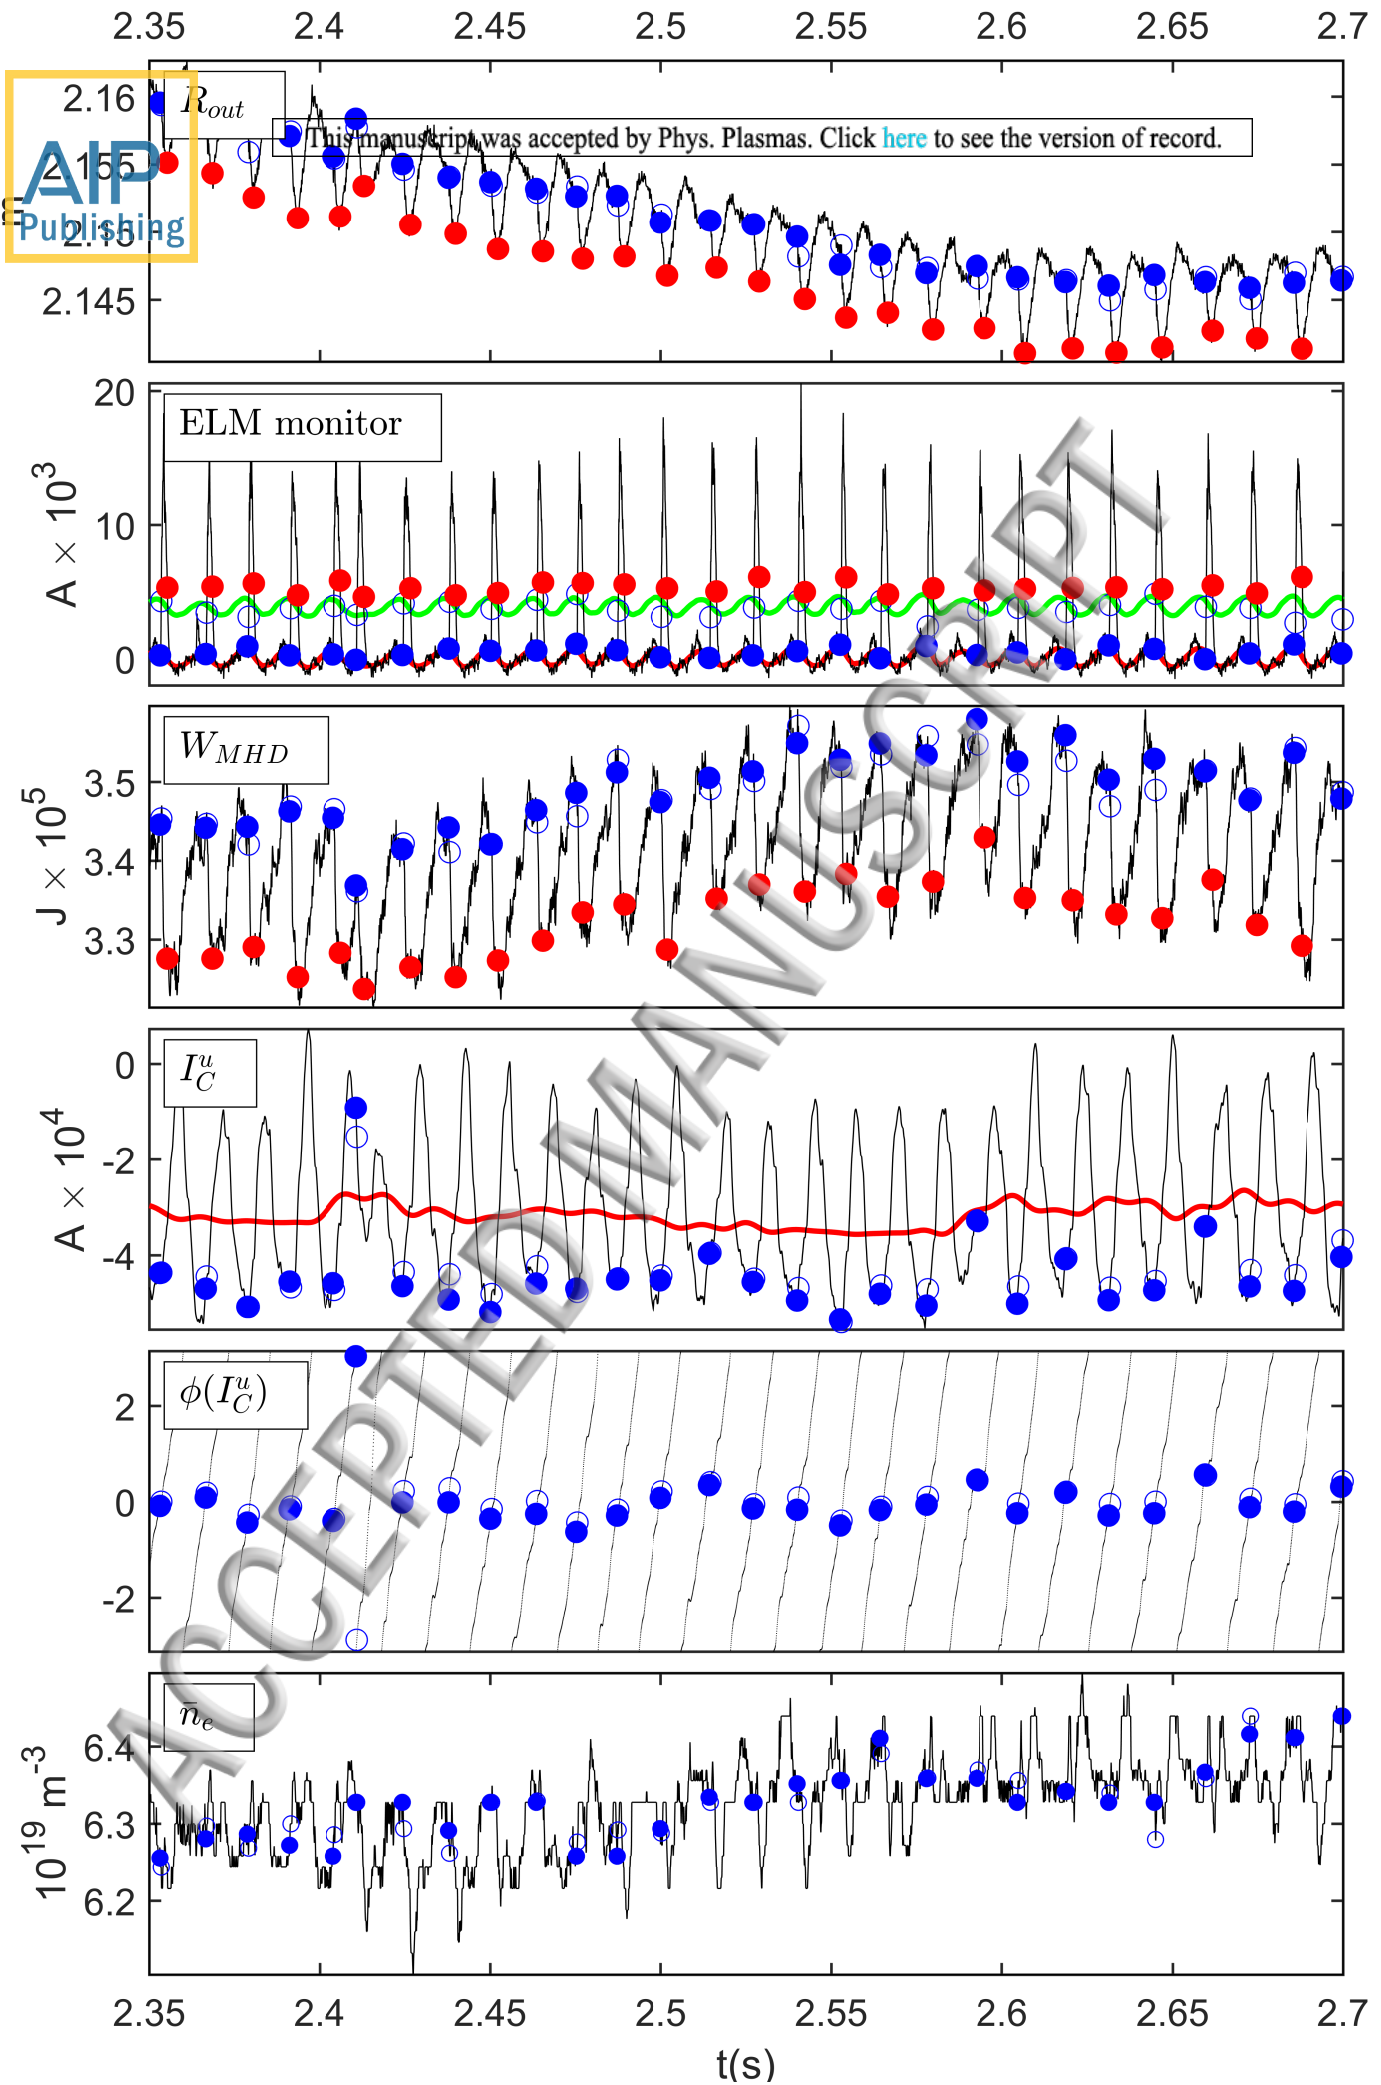 2.35 2.4 2.45 2.5 2.55 2.6 2.65 2.7
R_out
This manuscript was accepted by Phys. Plasmas. Click here to see the version of record.
AIP
Publishing
m
2.16
2.155
2.15
2.145
ELM monitor
A × 10^3
20
10
0
W_MHD
J × 10^5
3.5
3.4
3.3
I_C^u
A × 10^4
0
-2
-4
ϕ(I_C^u)
2
0
-2
n̄_e
10^19 m^-3
6.4
6.3
6.2
2.35 2.4 2.45 2.5 2.55 2.6 2.65 2.7
t(s)
ACCEPTED MANUSCRIPT